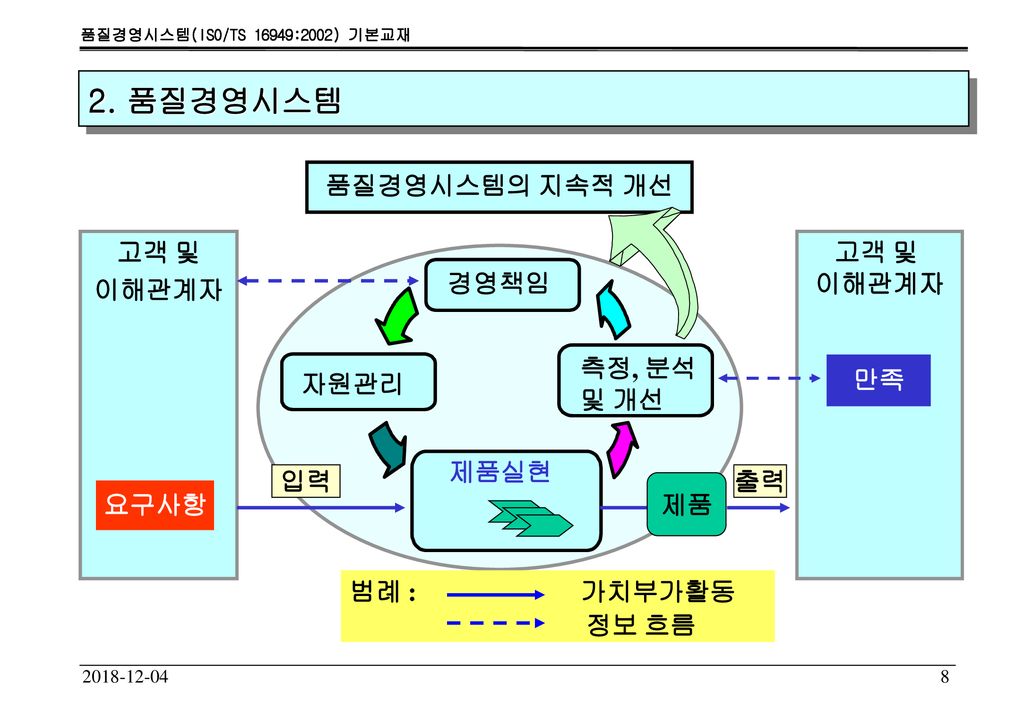 품질경영시스템(ISO/TS 16949:2002) 기본교재
2. 품질경영시스템
품질경영시스템의 지속적 개선
고객 및
이해관계자
고객 및
이해관계자
경영책임
자원관리
측정, 분석
및 개선
만족
제품실현
입력
요구사항
제품
출력
범례 :
가치부가활동
정보 흐름
2018-12-04
8